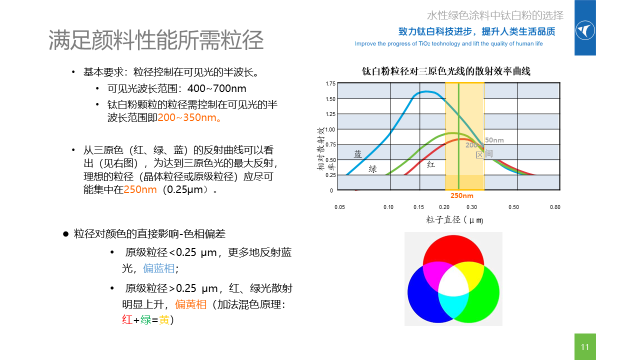 水性绿色涂料中钛白粉的选择
致力钛白科技进步，提升人类生活品质
Improve the progress of TiO₂ technology and lift the quality of human life
满足颜料性能所需粒径
• 基本要求：粒径控制在可见光的半波长。
• 可见光波长范围：400~700nm
• 钛白粉颗粒的粒径需控制在可见光的半
波长范围即200~350nm。
• 从三原色（红、绿、蓝）的反射曲线可以看
出（见右图），为达到三原色光的最大反射，
理想的粒径（晶体粒径或原级粒径）应尽可
能集中在250nm（0.25μm）。
● 粒径对颜色的直接影响-色相偏差
• 原级粒径<0.25 μm，更多地反射蓝
光，偏蓝相；
• 原级粒径>0.25 μm，红、绿光散射
明显上升，偏黄相（加法混色原理：
红+绿=黄）
钛白粉粒径对三原色光线的散射效率曲线
相对散射效率
1.75
1.50
1.25
1.00
0.75
0.50
0.25
0
蓝
绿
红
250nm
0.05 0.10 0.15 0.20 0.30 0.50 0.80
粒子直径（μm）
11